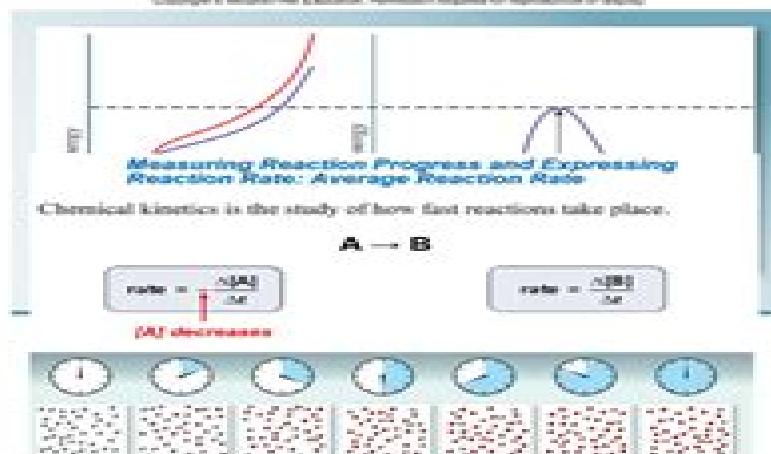 Measuring Reaction Progress and Expressing
Reaction Rate: Average Reaction Rate
Chemical kinetics is the study of how fast reactions take place.
A → B
rate = -Δ[A]/Δt
rate = Δ[B]/Δt
[A] decreases